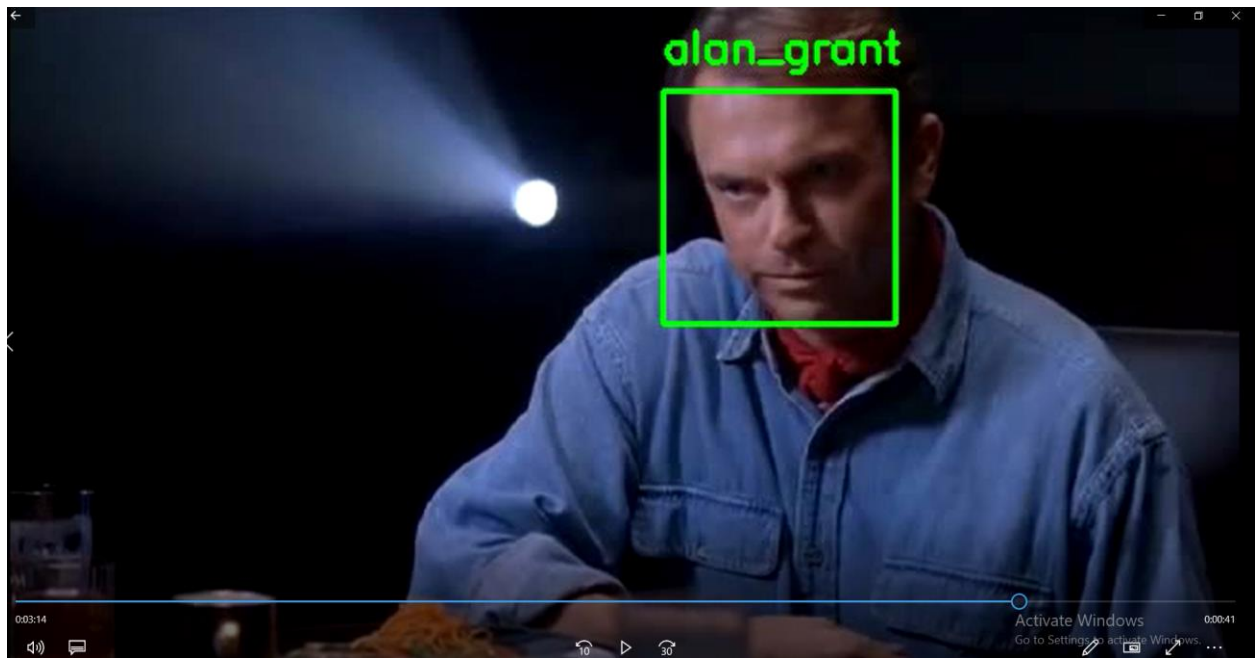 alan_grant
0:03:14
0:00:41
Activate Windows
Go to Settings to activate Windows.
10
30